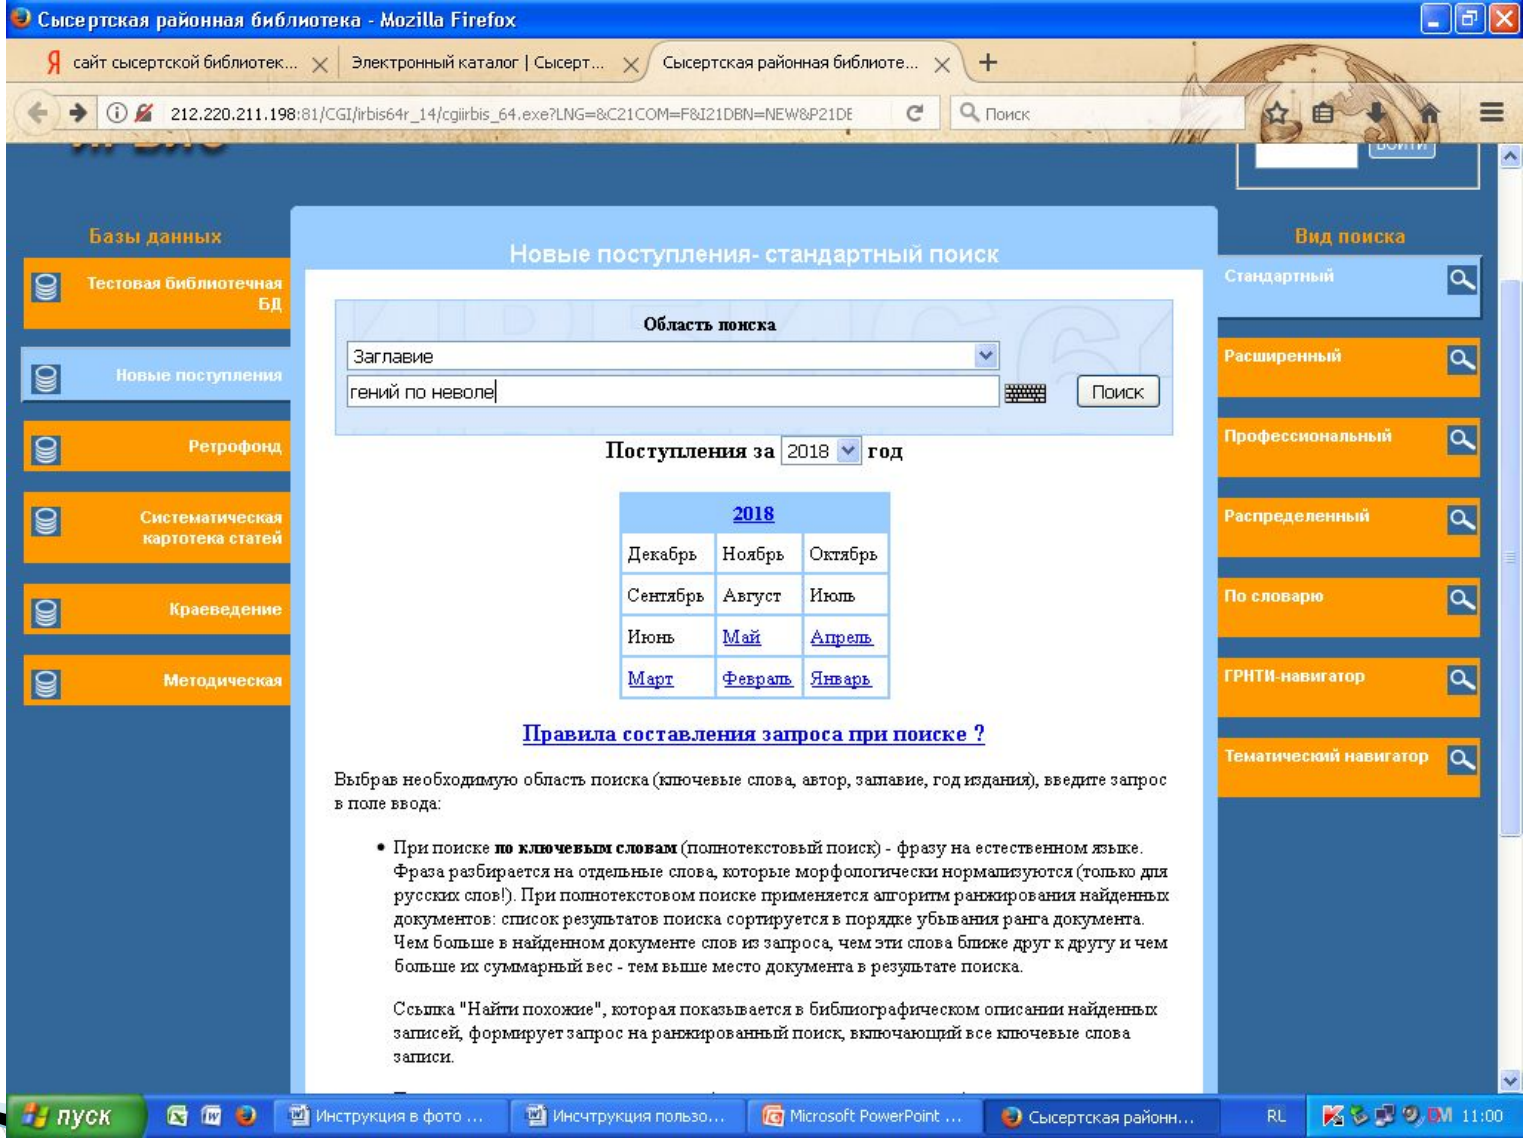 Сысертская районная библиотека - Mozilla Firefox
сайт сысертской библиотек...
Электронный каталог | Сысерт...
Сысертская районная библиоте...
212.220.211.198:81/CGI/irbis64r_14/cgiirbis_64.exe?LNG=&C21COM=F&I21DBN=NEW&P21DE
Поиск
Базы данных
Тестовая библиотечная
БД
Новые поступления
Ретрофонд
Систематическая
картотека статей
Краеведение
Методическая
Новые поступления- стандартный поиск
Область поиска
Заглавие
гений по неволе
Поиск
Поступления за 2018 год
2018
Декабрь Ноябрь Октябрь
Сентябрь Август Июль
Июнь Май Апрель
Март Февраль Январь
Правила составления запроса при поиске ?
Выбрав необходимую область поиска (ключевые слова, автор, заглавие, год издания), введите запрос
в поле ввода:
• При поиске по ключевым словам (полнотекстовый поиск) - фразу на естественном языке.
Фраза разбирается на отдельные слова, которые морфологически нормализуются (только для
русских слов!). При полнотекстовом поиске применяется алгоритм ранжирования найденных
документов: список результатов поиска сортируется в порядке убывания ранга документа.
Чем больше в найденном документе слов из запроса, чем эти слова ближе друг к другу и чем
больше их суммарный вес - тем выше место документа в результате поиска.
Ссылка "Найти похожие", которая показывается в библиографическом описании найденных
записей, формирует запрос на ранжированный поиск, включающий все ключевые слова
записи.
Войти
Вид поиска
Стандартный
Расширенный
Профессиональный
Распределенный
По словарю
ГРНТИ-навигатор
Тематический навигатор
пуск
Инструкция в фото ...
Инсчтрукция пользо...
Microsoft PowerPoint ...
Сысертская районн...
RL
11:00